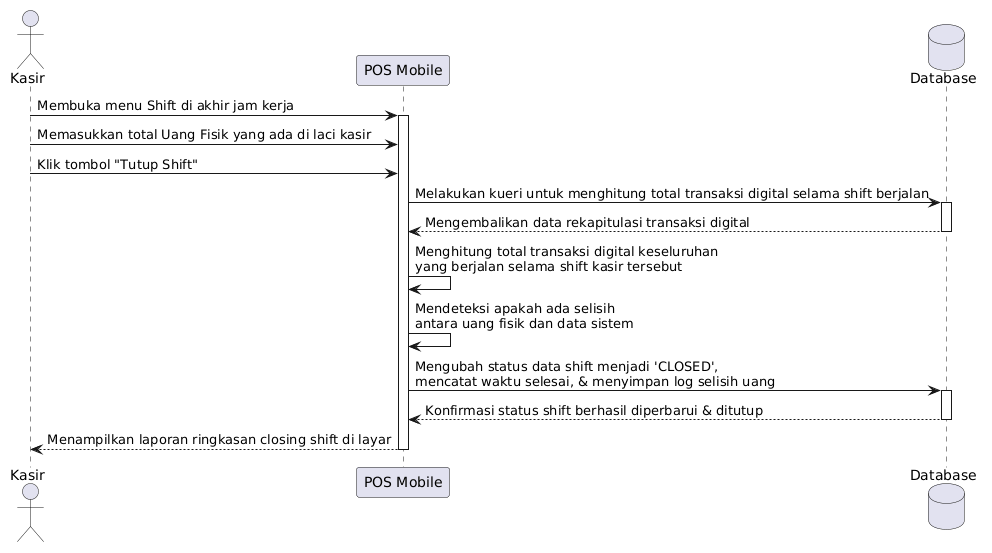 Kasir
POS Mobile
Database
Membuka menu Shift di akhir jam kerja
Memasukkan total Uang Fisik yang ada di laci kasir
Klik tombol "Tutup Shift"
Melakukan kueri untuk menghitung total transaksi digital selama shift berjalan
Mengembalikan data rekapitulasi transaksi digital
Menghitung total transaksi digital keseluruhan
yang berjalan selama shift kasir tersebut
Mendeteksi apakah ada selisih
antara uang fisik dan data sistem
Mengubah status data shift menjadi 'CLOSED',
mencatat waktu selesai, & menyimpan log selisih uang
Konfirmasi status shift berhasil diperbarui & ditutup
Menampilkan laporan ringkasan closing shift di layar
Kasir
POS Mobile
Database